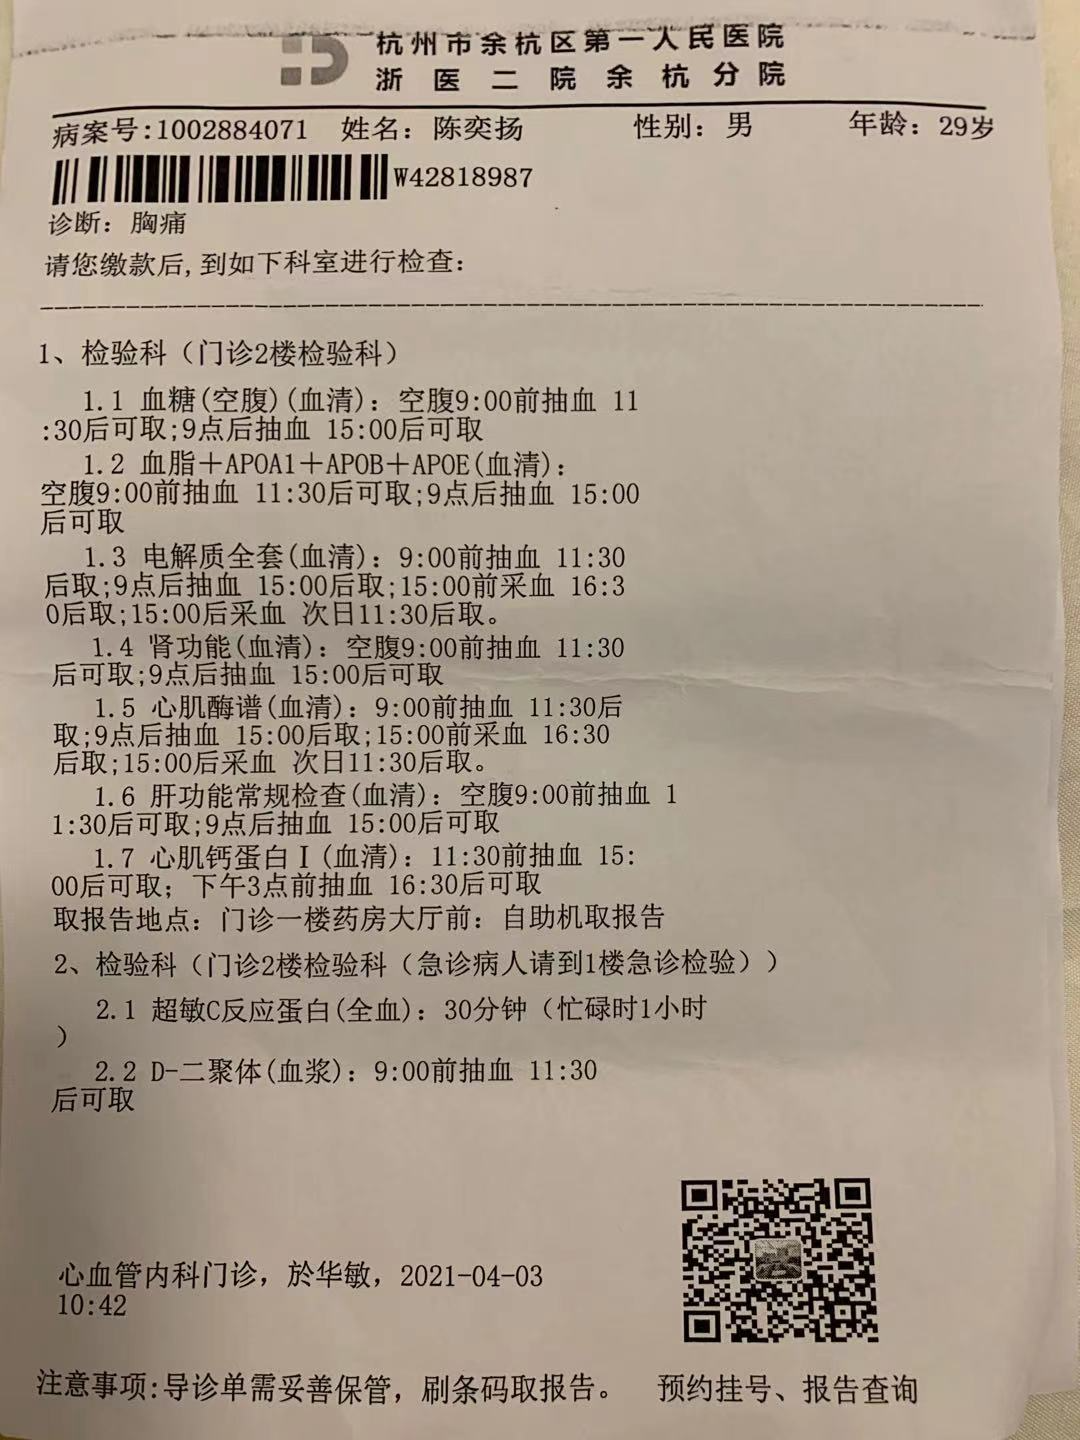 杭州市余杭区第一人民医院
浙医二院余杭分院
病案号:1002884071 姓名: 陈奕扬 性别: 男 年龄: 29岁
W42818987
诊断: 胸痛
请您缴款后,到如下科室进行检查:
1、检验科（门诊2楼检验科）
1.1 血糖(空腹)(血清): 空腹9:00前抽血 11
:30后可取;9点后抽血 15:00后可取
1.2 血脂＋APOA1＋APOB＋APOE(血清):
空腹9:00前抽血 11:30后可取;9点后抽血 15:00
后可取
1.3 电解质全套(血清): 9:00前抽血 11:30
后取;9点后抽血 15:00后取;15:00前采血 16:3
0后取;15:00后采血 次日11:30后取。
1.4 肾功能(血清): 空腹9:00前抽血 11:30
后可取;9点后抽血 15:00后可取
1.5 心肌酶谱(血清): 9:00前抽血 11:30后
取;9点后抽血 15:00后取;15:00前采血 16:30
后取;15:00后采血 次日11:30后取。
1.6 肝功能常规检查(血清): 空腹9:00前抽血 1
1:30后可取;9点后抽血 15:00后可取
1.7 心肌钙蛋白Ⅰ(血清): 11:30前抽血 15:
00后可取; 下午3点前抽血 16:30后可取
取报告地点: 门诊一楼药房大厅前: 自助机取报告
2、检验科（门诊2楼检验科（急诊病人请到1楼急诊检验））
2.1 超敏C反应蛋白(全血): 30分钟（忙碌时1小时
）
2.2 D-二聚体(血浆): 9:00前抽血 11:30
后可取
心血管内科门诊, 於华敏, 2021-04-03
10:42
注意事项:导诊单需妥善保管, 刷条码取报告。 预约挂号、报告查询